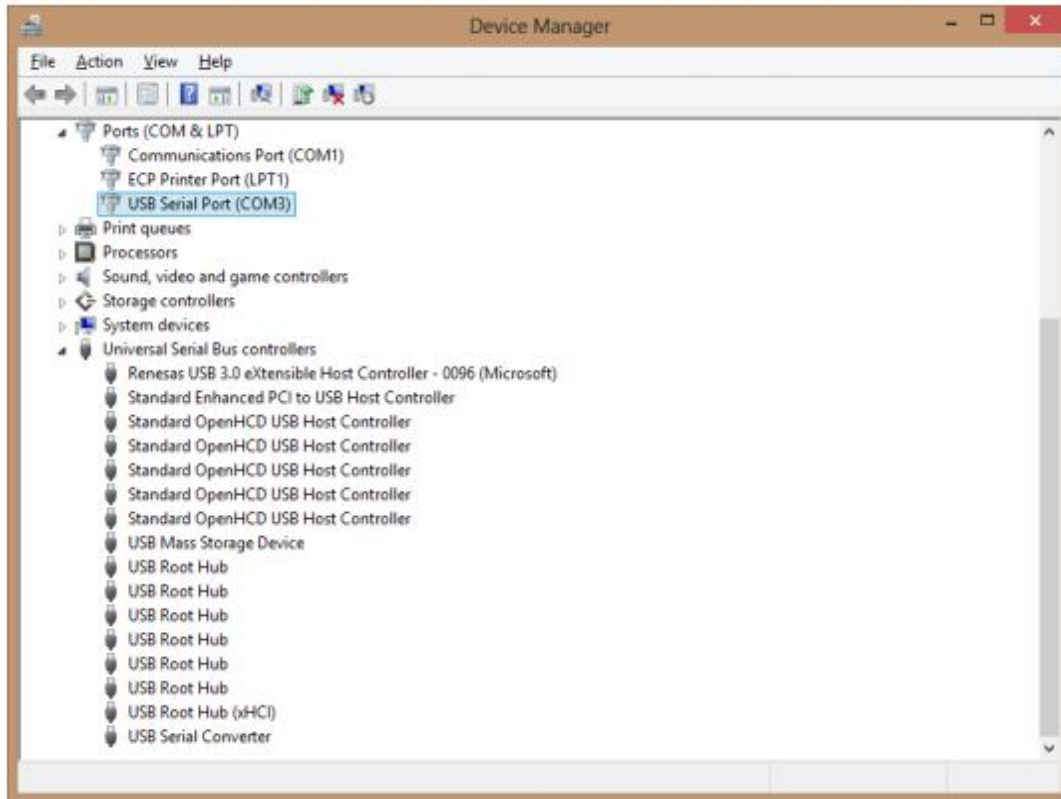 Device Manager
File Action View Help
Ports (COM & LPT)
Communications Port (COM1)
ECP Printer Port (LPT1)
USB Serial Port (COM3)
Print queues
Processors
Sound, video and game controllers
Storage controllers
System devices
Universal Serial Bus controllers
Renesas USB 3.0 eXtensible Host Controller - 0096 (Microsoft)
Standard Enhanced PCI to USB Host Controller
Standard OpenHCD USB Host Controller
Standard OpenHCD USB Host Controller
Standard OpenHCD USB Host Controller
Standard OpenHCD USB Host Controller
Standard OpenHCD USB Host Controller
USB Mass Storage Device
USB Root Hub
USB Root Hub
USB Root Hub
USB Root Hub
USB Root Hub
USB Root Hub
USB Root Hub (xHCI)
USB Serial Converter